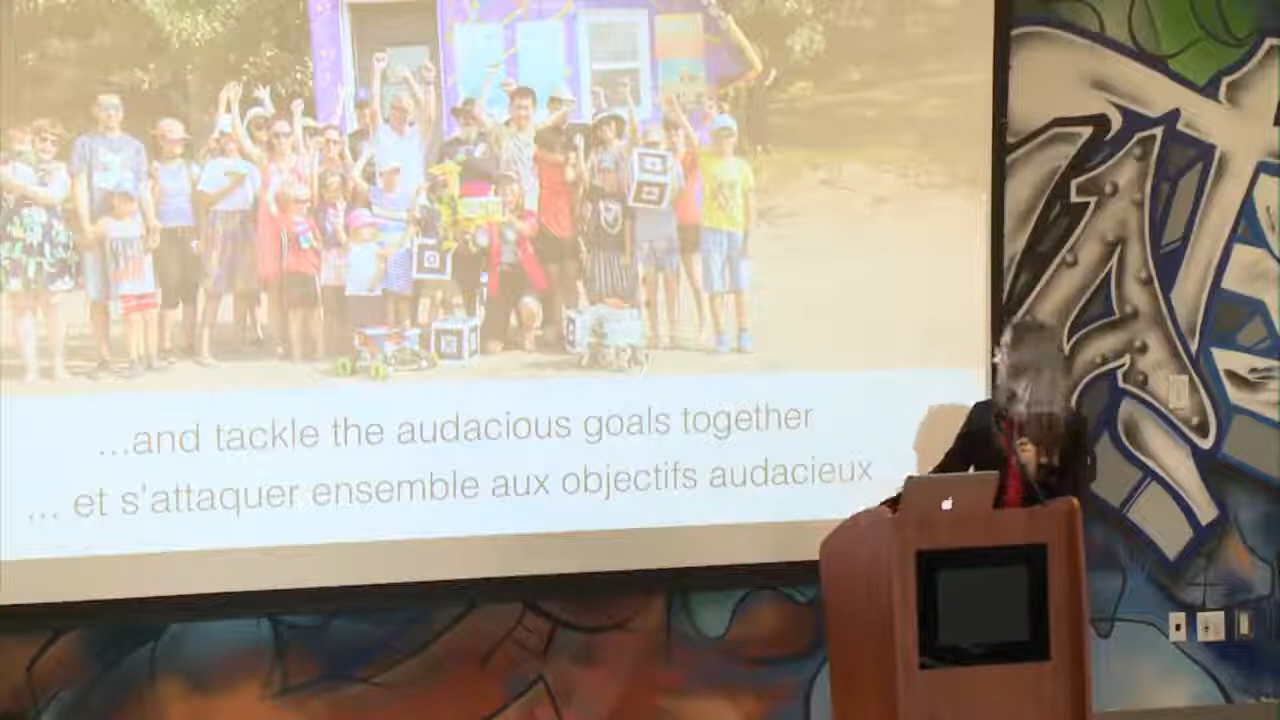 ...and tackle the audacious goals together
... et s'attaquer ensemble aux objectifs audacieux